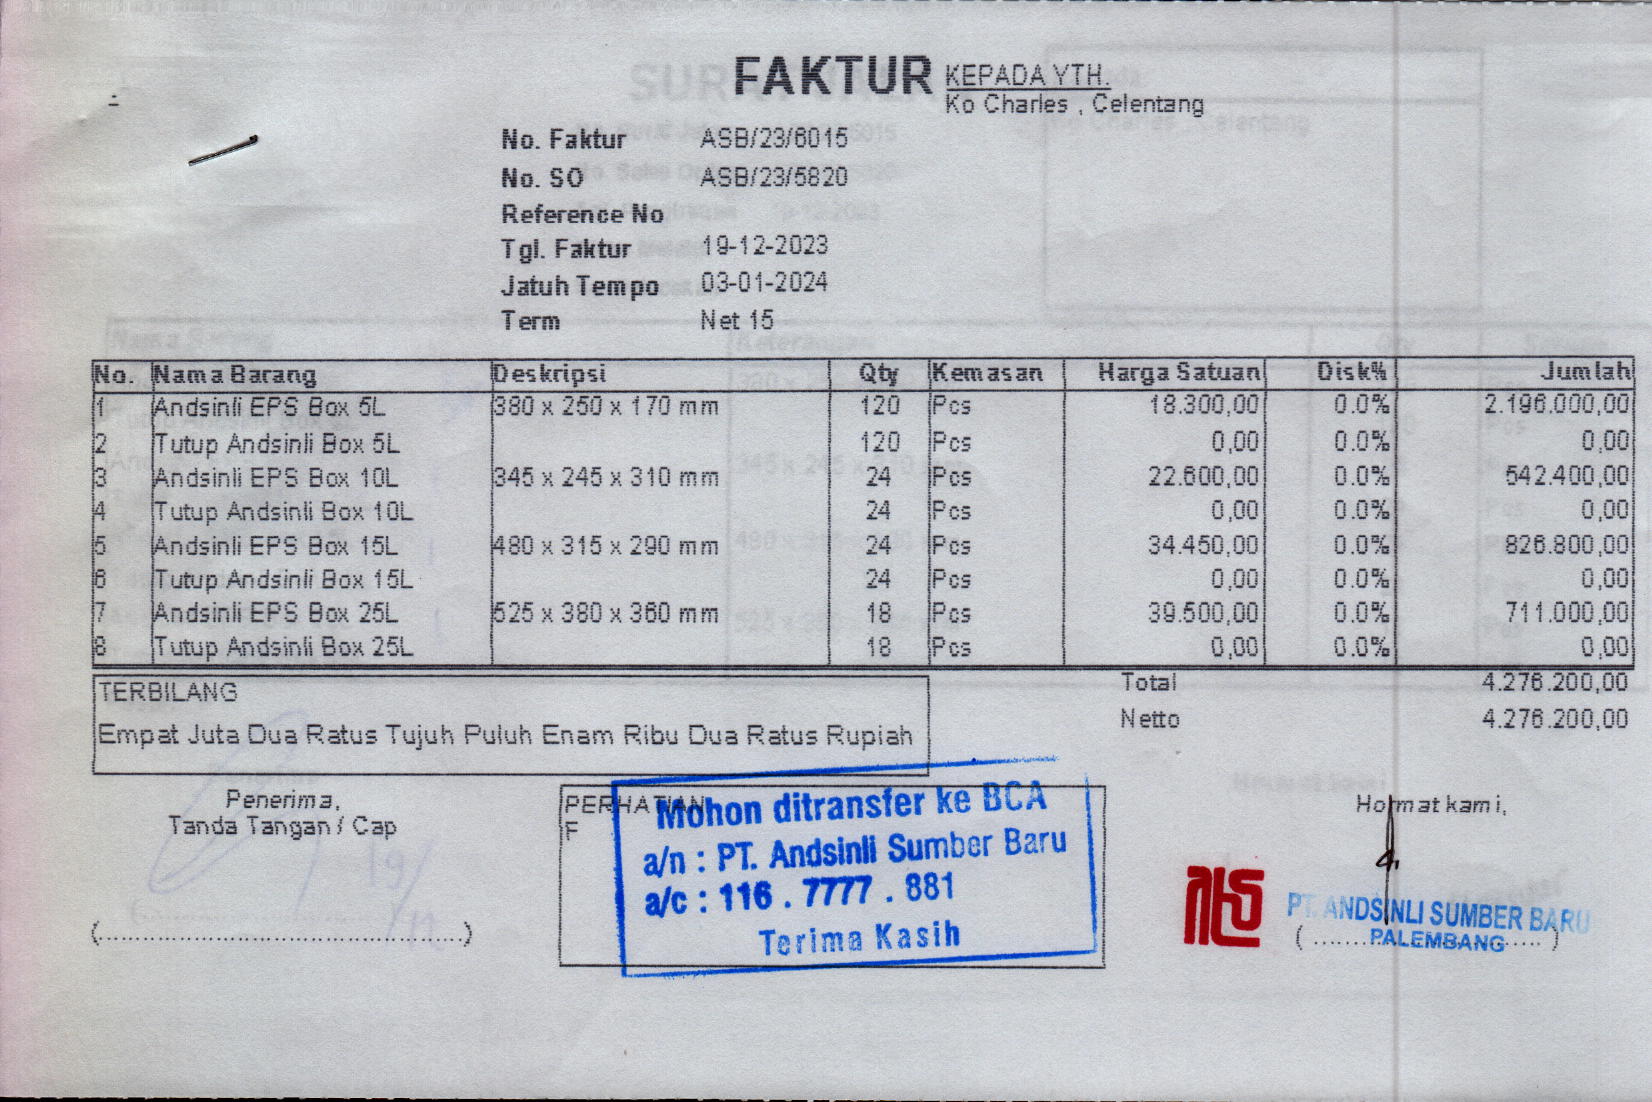 FAKTUR
KEPADA YTH.
Ko Charles , Celentang
No. Faktur ASB/23/6015
No. SO ASB/23/5820
Reference No
Tgl. Faktur 19-12-2023
Jatuh Tempo 03-01-2024
Term Net 15
No. Nama Barang Deskripsi Qty Kemasan Harga Satuan Disk% Jumlah
1 Andsinli EPS Box 5L 380 x 250 x 170 mm 120 Pcs 18.300,00 0.0% 2.196.000,00
2 Tutup Andsinli Box 5L 120 Pcs 0,00 0.0% 0,00
3 Andsinli EPS Box 10L 345 x 245 x 310 mm 24 Pcs 22.600,00 0.0% 542.400,00
4 Tutup Andsinli Box 10L 24 Pcs 0,00 0.0% 0,00
5 Andsinli EPS Box 15L 480 x 315 x 290 mm 24 Pcs 34.450,00 0.0% 826.800,00
6 Tutup Andsinli Box 15L 24 Pcs 0,00 0.0% 0,00
7 Andsinli EPS Box 25L 525 x 380 x 360 mm 18 Pcs 39.500,00 0.0% 711.000,00
8 Tutup Andsinli Box 25L 18 Pcs 0,00 0.0% 0,00
Total 4.276.200,00
Netto 4.276.200,00
TERBILANG
Empat Juta Dua Ratus Tujuh Puluh Enam Ribu Dua Ratus Rupiah
Penerima,
Tanda Tangan / Cap
(..........................................)
PERHATIAN
F
Mohon ditransfer ke BCA
a/n : PT. Andsinli Sumber Baru
a/c : 116 . 7777 . 881
Terima Kasih
Hormat kami,
PT. ANDSINLI SUMBER BARU
PALEMBANG